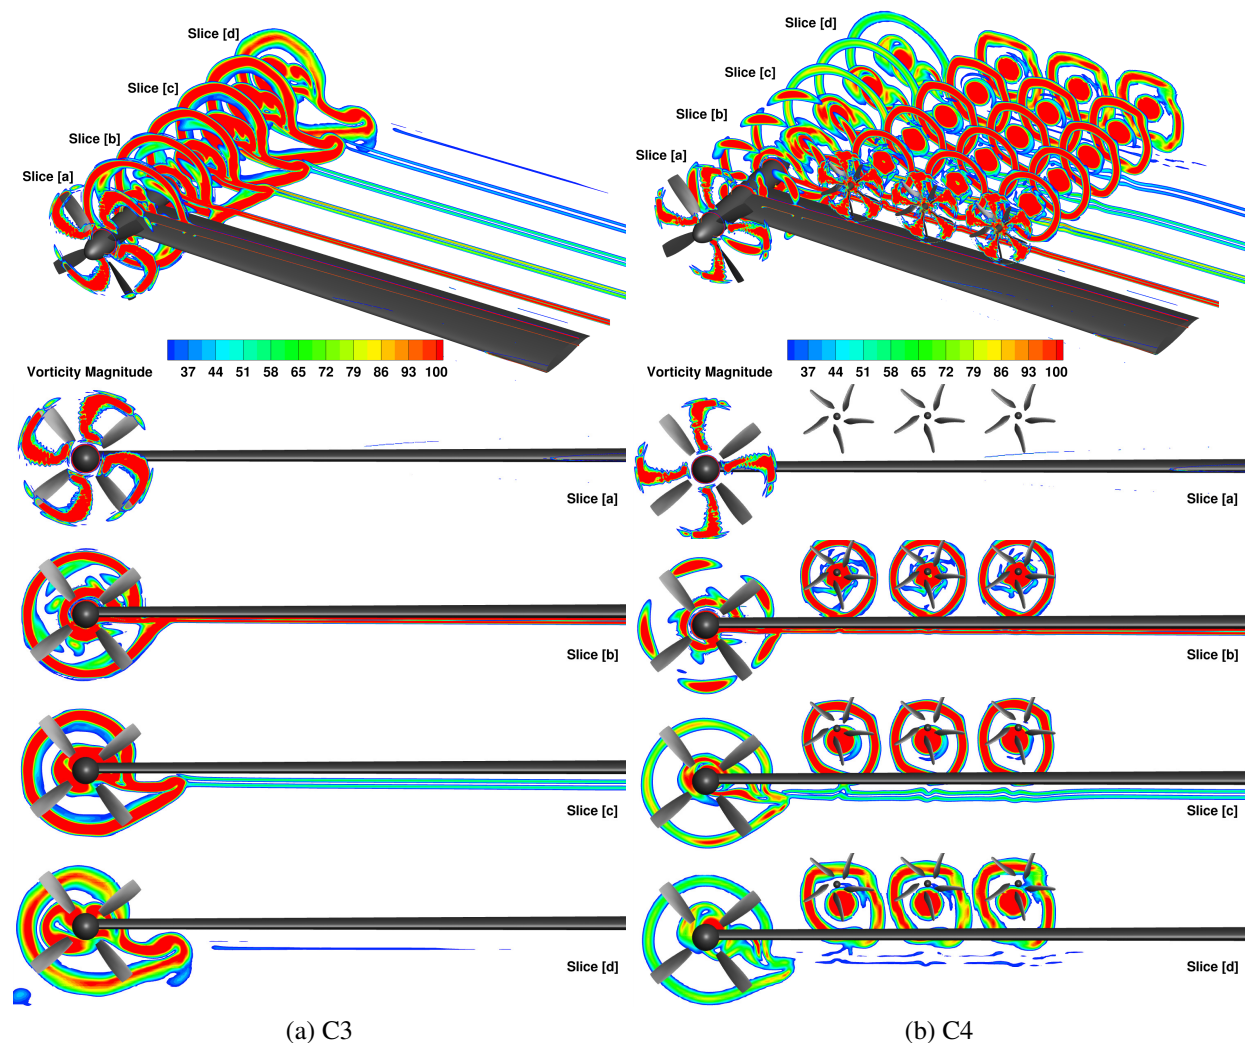 Slice [d]
Slice [c]
Slice [b]
Slice [a]
37 44 51 58 65 72 79 86 93 100
Vorticity Magnitude
Slice [a]
Slice [b]
Slice [c]
Slice [d]
(a) C3
Slice [d]
Slice [c]
Slice [b]
Slice [a]
37 44 51 58 65 72 79 86 93 100
Vorticity Magnitude
Slice [a]
Slice [b]
Slice [c]
Slice [d]
(b) C4